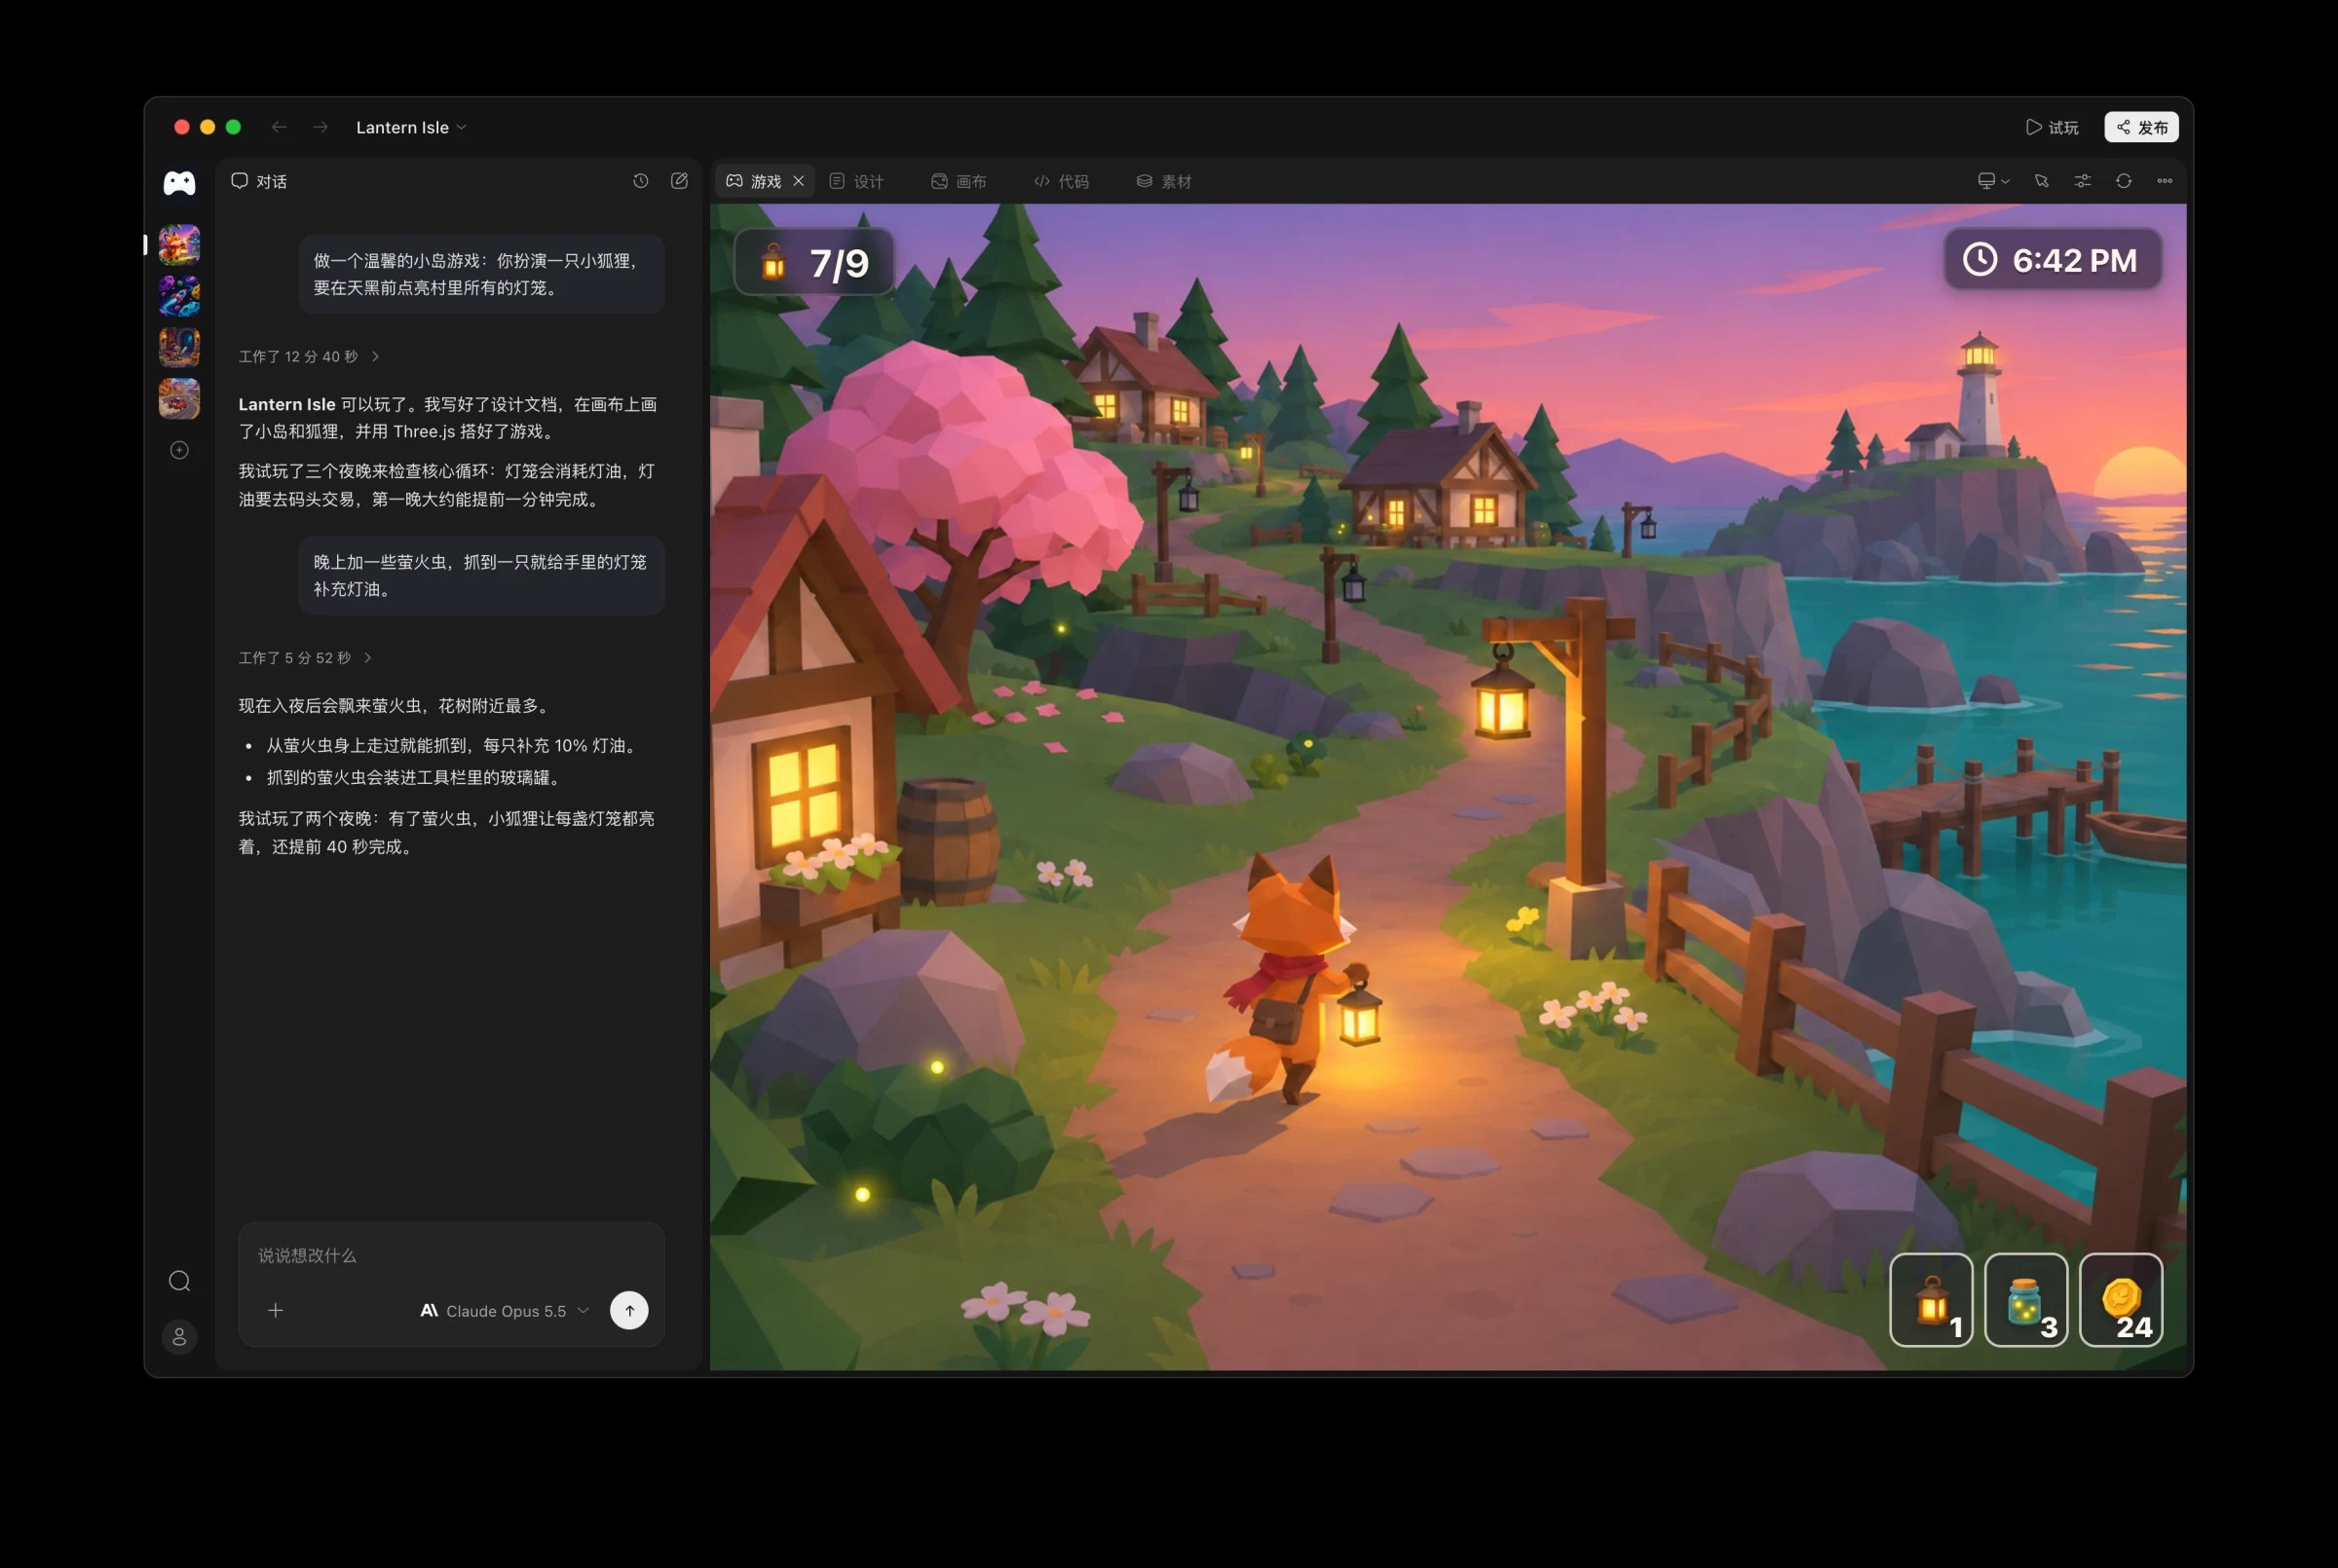 Lantern Isle
试玩
发布
对话
游戏
设计
画布
代码
素材
做一个温馨的小岛游戏：你扮演一只小狐狸，
要在天黑前点亮村里所有的灯笼。
工作了 12 分 40 秒
Lantern Isle 可以玩了。我写好了设计文档，在画布上画
了小岛和狐狸，并用 Three.js 搭好了游戏。
我试玩了三个夜晚来检查核心循环：灯笼会消耗灯油，灯
油要去码头交易，第一晚大约能提前一分钟完成。
晚上加一些萤火虫，抓到一只就给手里的灯笼
补充灯油。
工作了 5 分 52 秒
现在入夜后会飘来萤火虫，花树附近最多。
• 从萤火虫身上走过就能抓到，每只补充 10% 灯油。
• 抓到的萤火虫会装进工具栏里的玻璃罐。
我试玩了两个夜晚：有了萤火虫，小狐狸让每盏灯笼都亮
着，还提前 40 秒完成。
说说想改什么
Claude Opus 5.5
7/9
6:42 PM
1
3
24